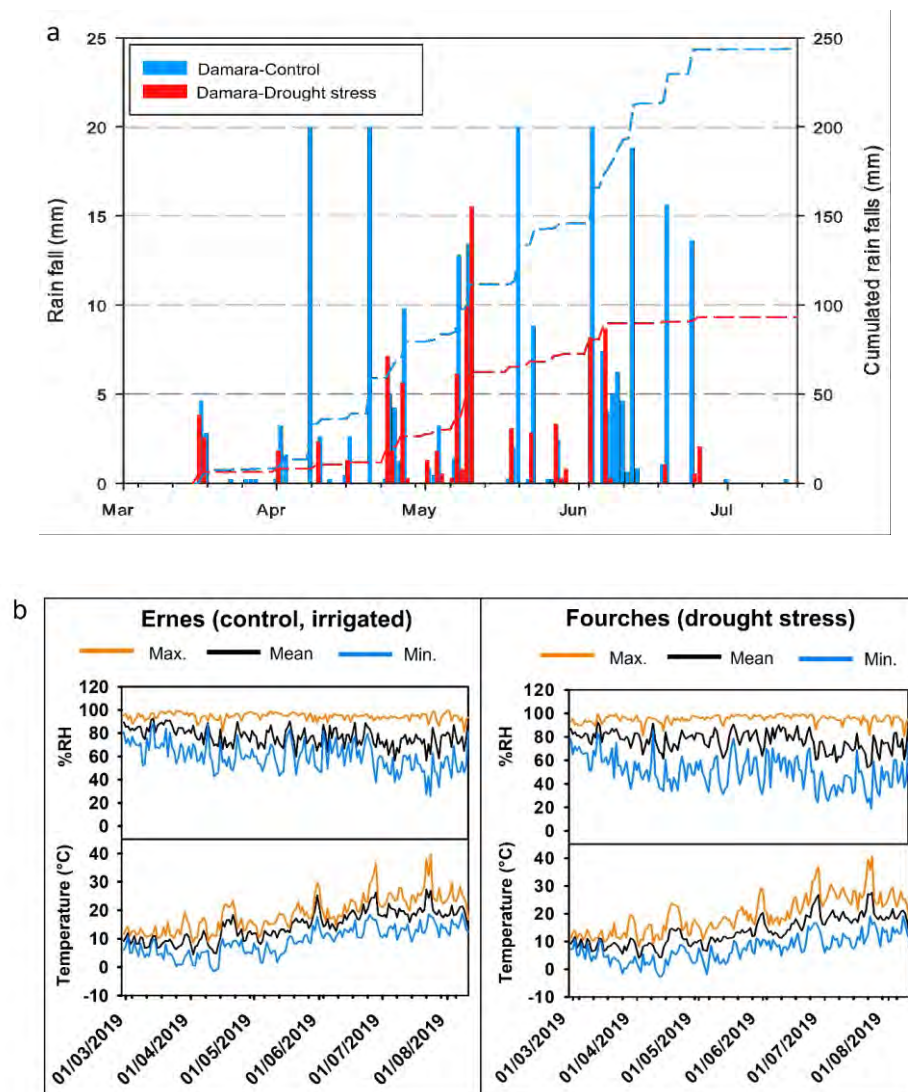 a
Damara-Control
Damara-Drought stress
Rain fall (mm)
25
20
15
10
5
0
Cumulated rain falls (mm)
250
200
150
100
50
0
Mar Apr May Jun Jul
b
Ernes (control, irrigated)
Max. Mean Min.
%RH
120
100
80
60
40
20
0
Temperature (°C)
40
30
20
10
0
-10
01/03/2019 01/04/2019 01/05/2019 01/06/2019 01/07/2019 01/08/2019
Fourches (drought stress)
Max. Mean Min.
%RH
120
100
80
60
40
20
0
Temperature (°C)
40
30
20
10
0
-10
01/03/2019 01/04/2019 01/05/2019 01/06/2019 01/07/2019 01/08/2019